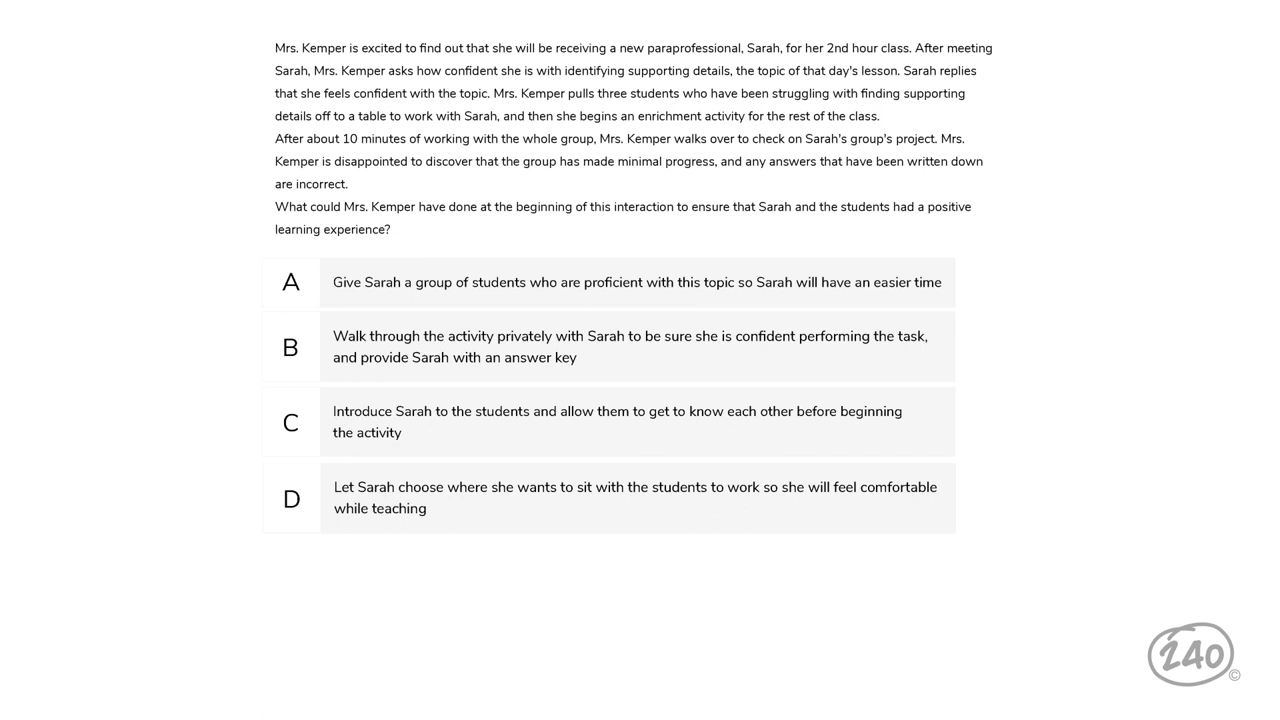 Mrs. Kemper is excited to find out that she will be receiving a new paraprofessional, Sarah, for her 2nd hour class. After meeting
Sarah, Mrs. Kemper asks how confident she is with identifying supporting details, the topic of that day's lesson. Sarah replies
that she feels confident with the topic. Mrs. Kemper pulls three students who have been struggling with finding supporting
details off to a table to work with Sarah, and then she begins an enrichment activity for the rest of the class.
After about 10 minutes of working with the whole group, Mrs. Kemper walks over to check on Sarah's group's project. Mrs.
Kemper is disappointed to discover that the group has made minimal progress, and any answers that have been written down
are incorrect.
What could Mrs. Kemper have done at the beginning of this interaction to ensure that Sarah and the students had a positive
learning experience?
A Give Sarah a group of students who are proficient with this topic so Sarah will have an easier time
B Walk through the activity privately with Sarah to be sure she is confident performing the task,
and provide Sarah with an answer key
C Introduce Sarah to the students and allow them to get to know each other before beginning
the activity
D Let Sarah choose where she wants to sit with the students to work so she will feel comfortable
while teaching
240 ©